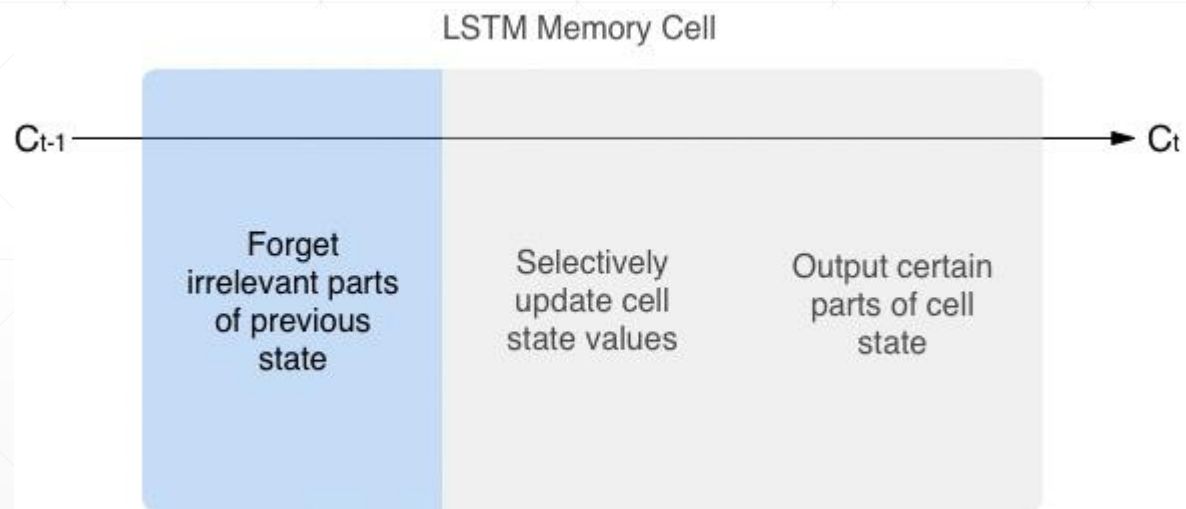 LSTM Memory Cell
Ct-1
Ct
Forget
irrelevant parts
of previous
state
Selectively
update cell
state values
Output certain
parts of cell
state